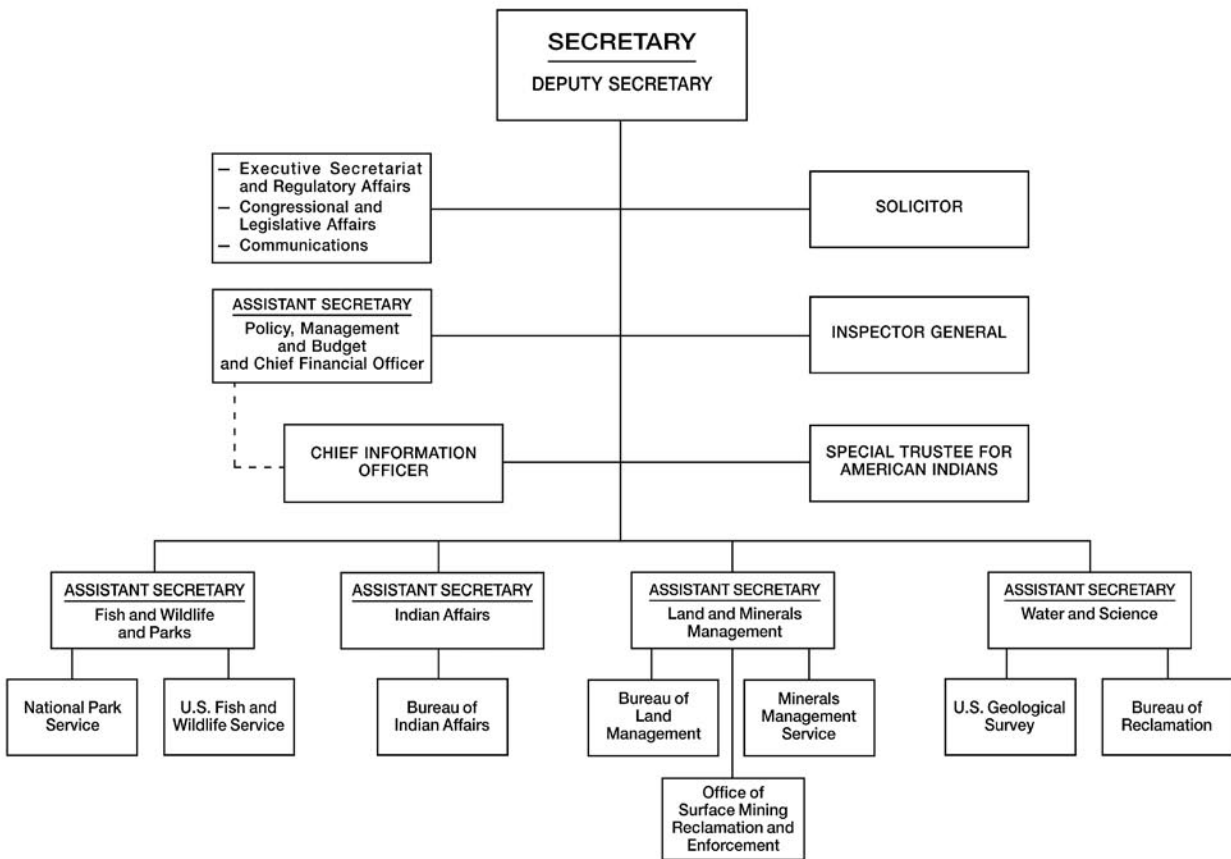 SECRETARY
DEPUTY SECRETARY
– Executive Secretariat
and Regulatory Affairs
– Congressional and
Legislative Affairs
– Communications
SOLICITOR
ASSISTANT SECRETARY
Policy, Management
and Budget
and Chief Financial Officer
INSPECTOR GENERAL
CHIEF INFORMATION
OFFICER
SPECIAL TRUSTEE FOR
AMERICAN INDIANS
ASSISTANT SECRETARY
Fish and Wildlife
and Parks
ASSISTANT SECRETARY
Indian Affairs
ASSISTANT SECRETARY
Land and Minerals
Management
ASSISTANT SECRETARY
Water and Science
National Park
Service
U.S. Fish and
Wildlife Service
Bureau of
Indian Affairs
Bureau of
Land
Management
Minerals
Management
Service
U.S. Geological
Survey
Bureau of
Reclamation
Office of
Surface Mining
Reclamation and
Enforcement